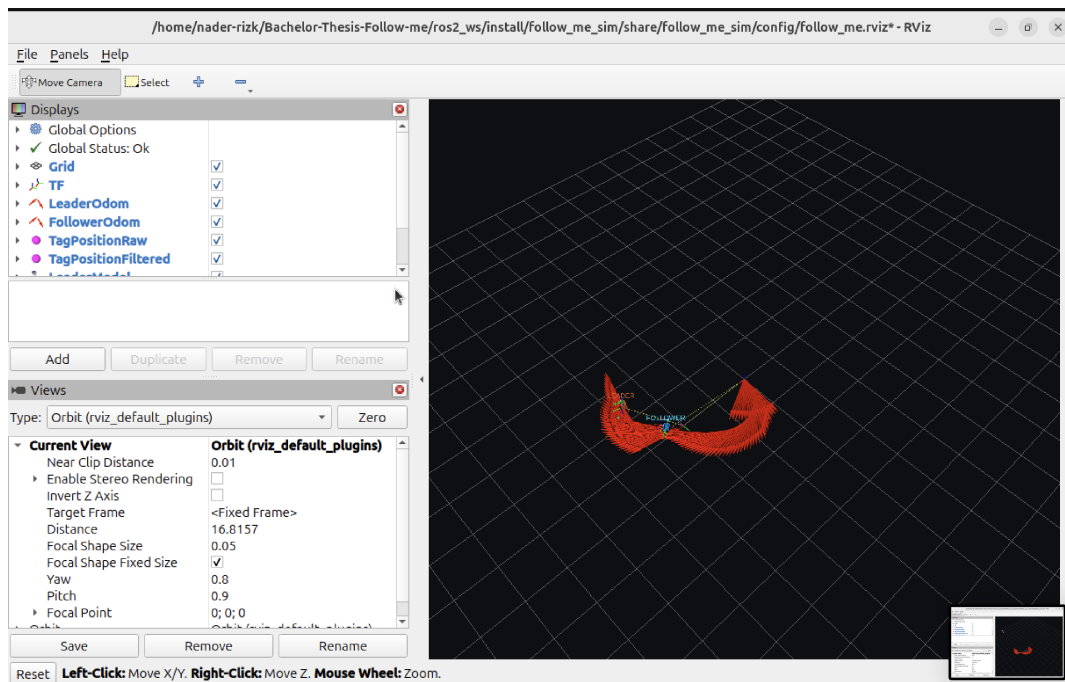 /home/nader-rizk/Bachelor-Thesis-Follow-me/ros2_ws/install/follow_me_sim/share/follow_me_sim/config/follow_me.rviz* - RViz
File Panels Help
Move Camera Select
Displays
Global Options
Global Status: Ok
Grid
TF
LeaderOdom
FollowerOdom
TagPositionRaw
TagPositionFiltered
LeaderModel
Add Duplicate Remove Rename
Views
Type: Orbit (rviz_default_plugins) Zero
Current View Orbit (rviz_default_plugins)
Near Clip Distance 0.01
Enable Stereo Rendering
Invert Z Axis
Target Frame <Fixed Frame>
Distance 16.8157
Focal Shape Size 0.05
Focal Shape Fixed Size
Yaw 0.8
Pitch 0.9
Focal Point 0; 0; 0
Orbit Orbit (rviz_default_plugins)
Save Remove Rename
Reset Left-Click: Move X/Y. Right-Click: Move Z. Mouse Wheel: Zoom.
LEADER
FOLLOWER